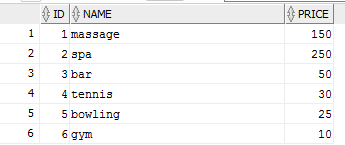 ID NAME PRICE
1 1 massage 150
2 2 spa 250
3 3 bar 50
4 4 tennis 30
5 5 bowling 25
6 6 gym 10